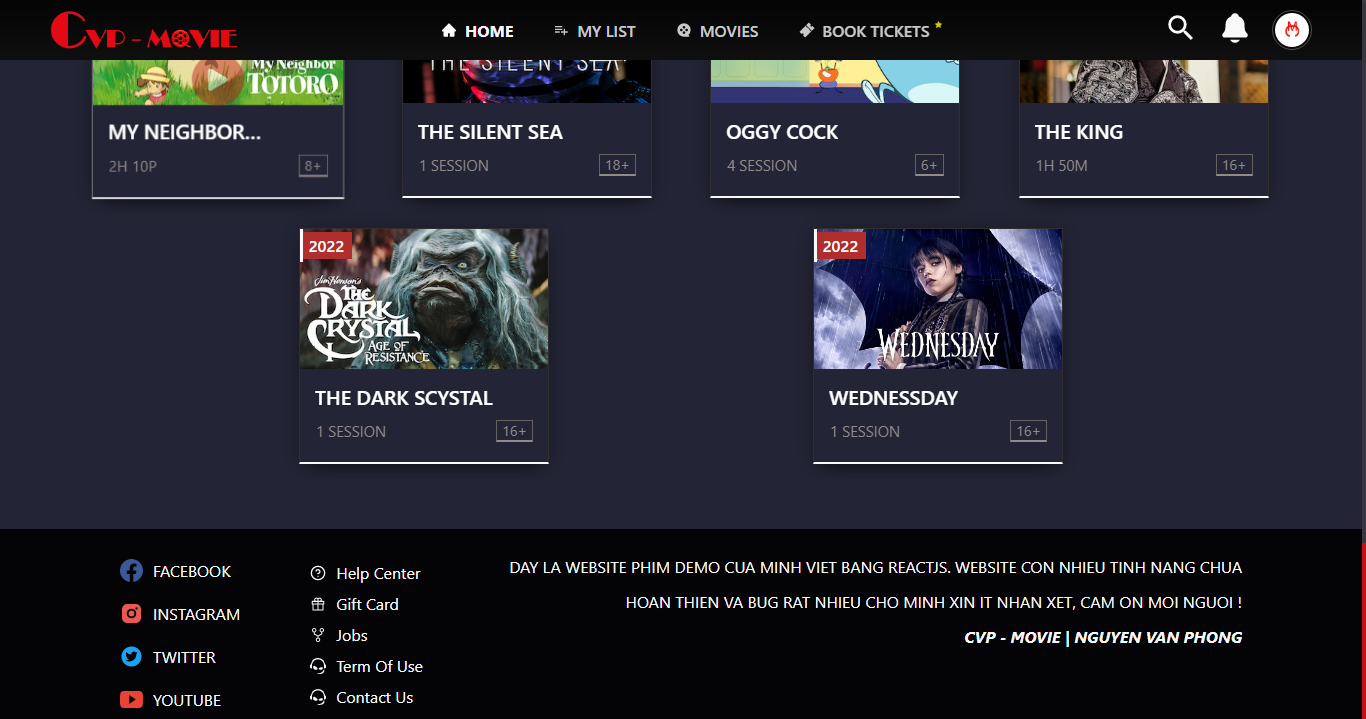 CVP - MOVIE
HOME
MY LIST
MOVIES
BOOK TICKETS
My Neighbor
TOTORO
THE SILENT SEA
MY NEIGHBOR...
THE SILENT SEA
OGGY COCK
THE KING
2H 10P
8+
1 SESSION
18+
4 SESSION
6+
1H 50M
16+
2022
Jim Henson's
THE
DARK
CRYSTAL
AGE OF
RESISTANCE
2022
WEDNESDAY
THE DARK SCYSTAL
WEDNESSDAY
1 SESSION
16+
1 SESSION
16+
FACEBOOK
INSTAGRAM
TWITTER
YOUTUBE
Help Center
Gift Card
Jobs
Term Of Use
Contact Us
DAY LA WEBSITE PHIM DEMO CUA MINH VIET BANG REACTJS. WEBSITE CON NHIEU TINH NANG CHUA
HOAN THIEN VA BUG RAT NHIEU CHO MINH XIN IT NHAN XET, CAM ON MOI NGUOI !
CVP - MOVIE | NGUYEN VAN PHONG